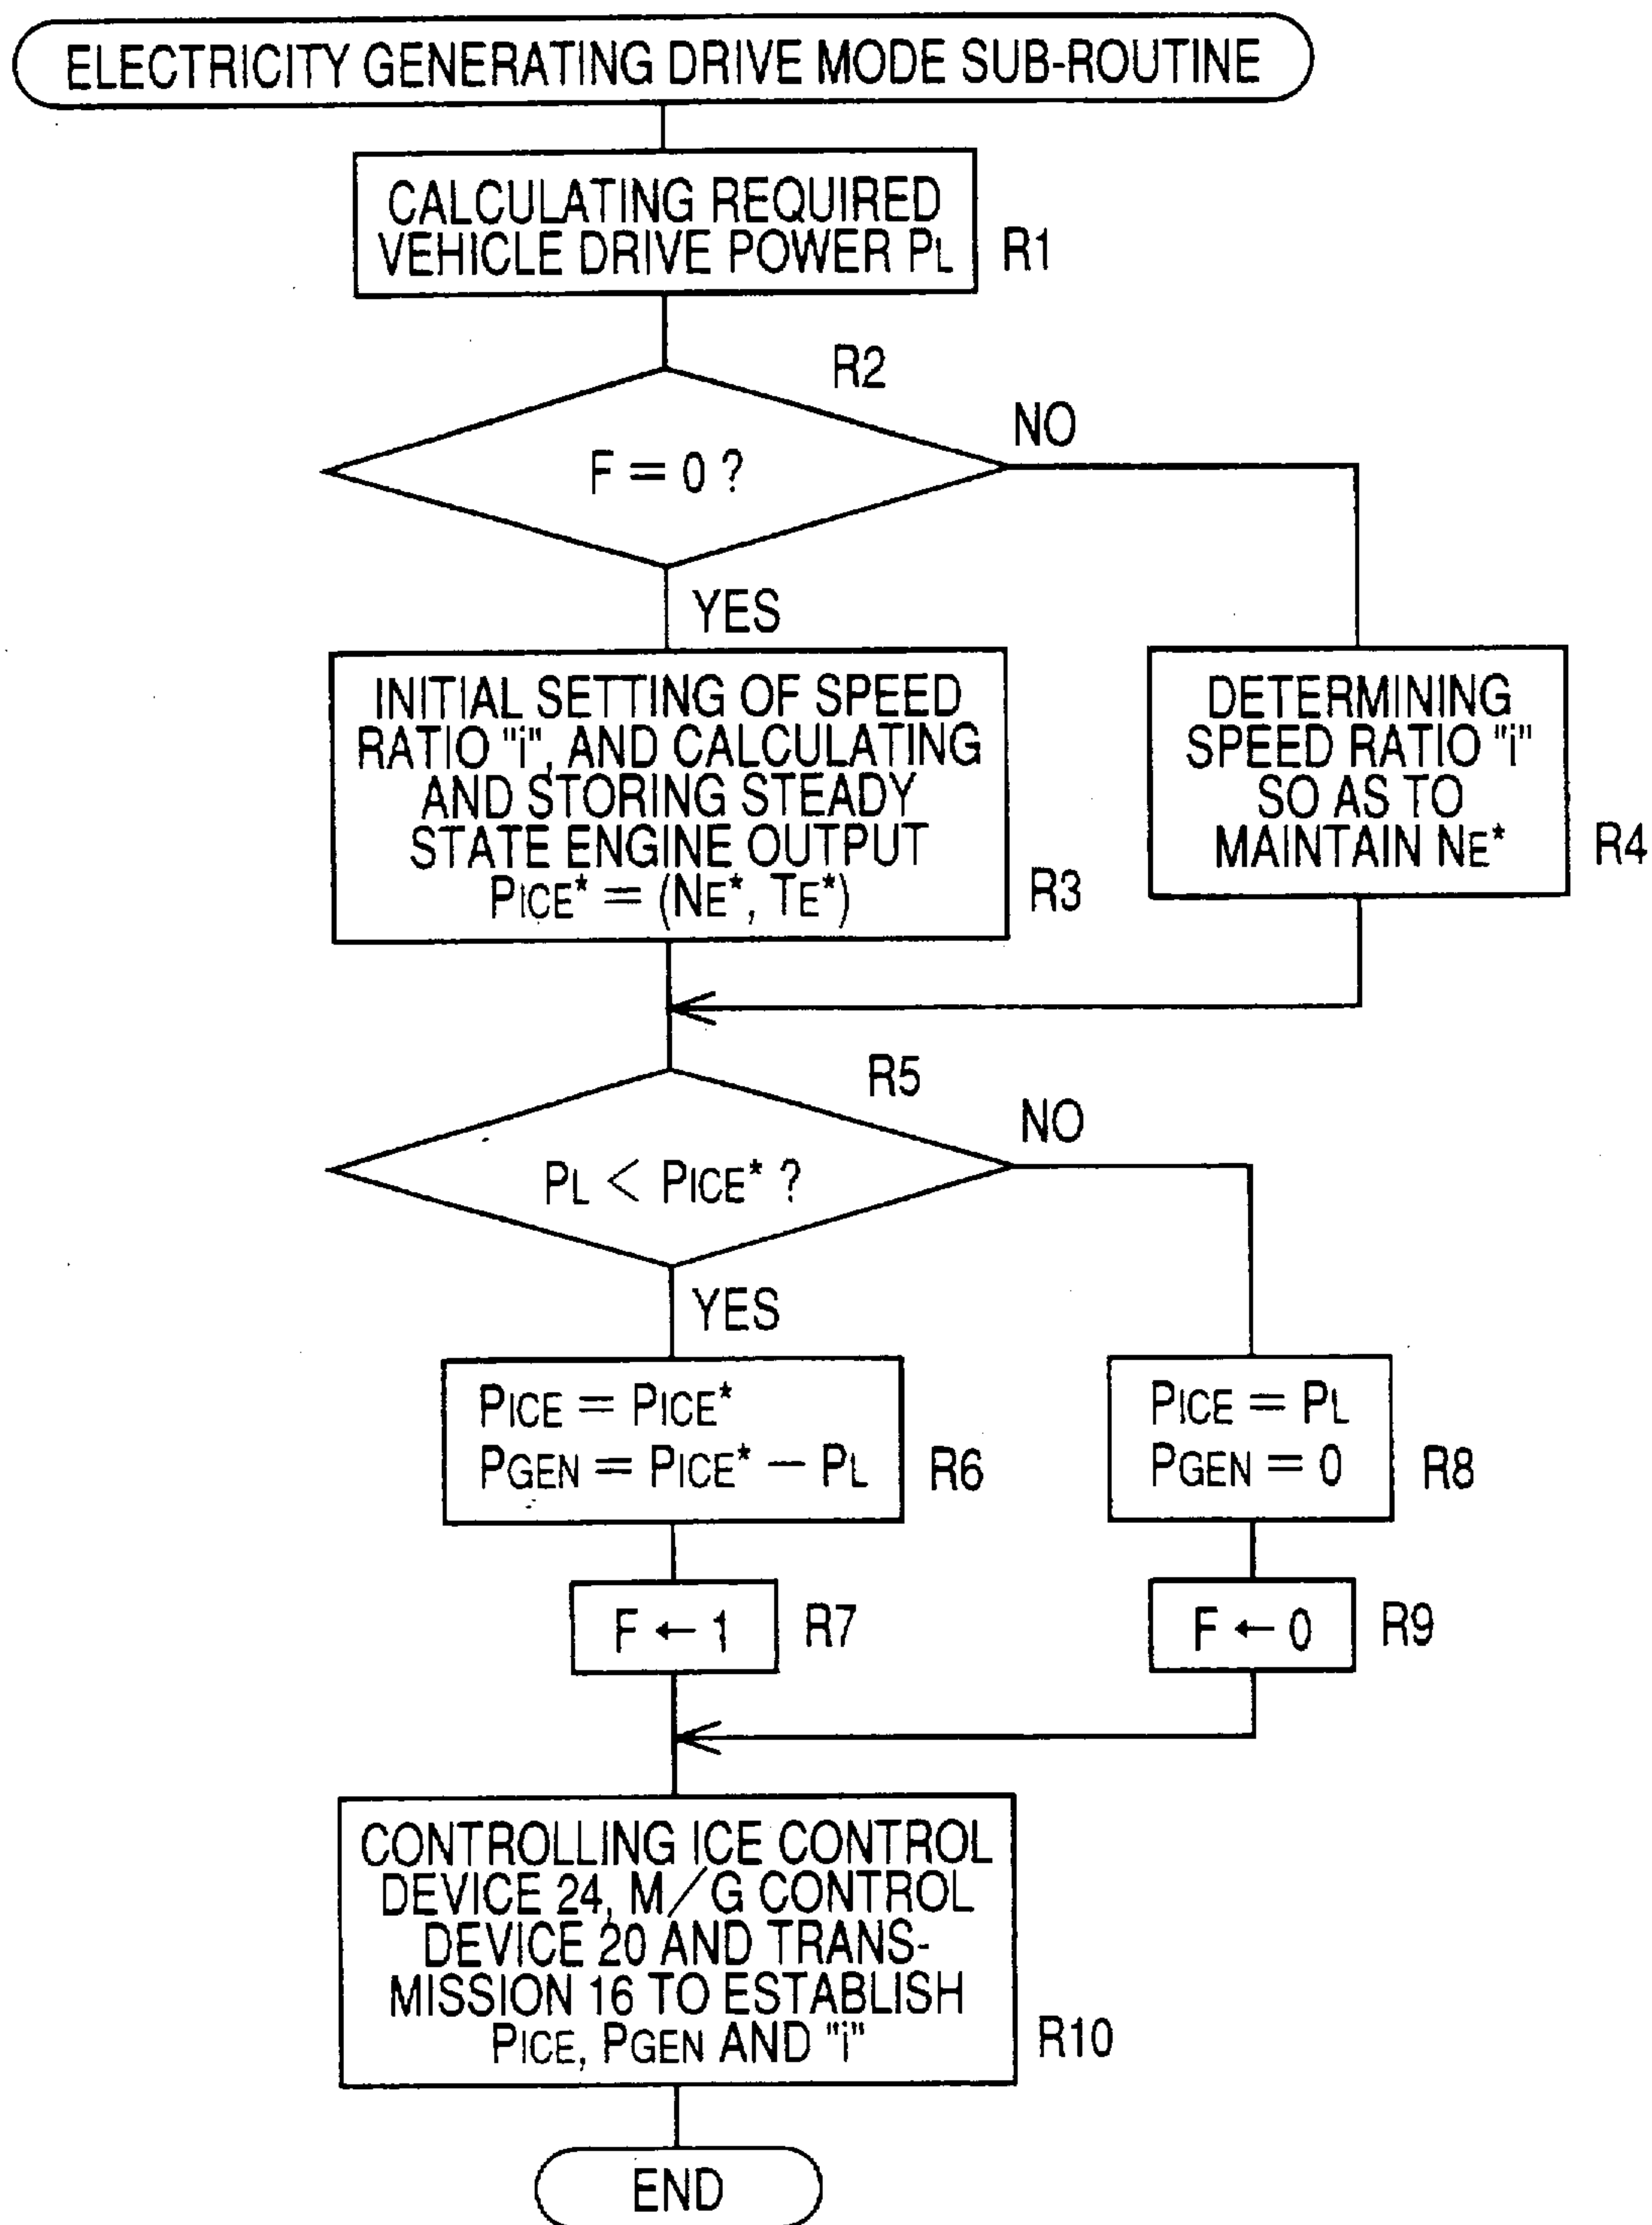 ELECTRICITY GENERATING DRIVE MODE SUB-ROUTINE
CALCULATING REQUIRED
VEHICLE DRIVE POWER PL
R1
R2
F = 0 ?
NO
YES
INITIAL SETTING OF SPEED
RATIO "i", AND CALCULATING
AND STORING STEADY
STATE ENGINE OUTPUT
PICE* = (NE*, TE*)
R3
DETERMINING
SPEED RATIO "i"
SO AS TO
MAINTAIN NE*
R4
R5
PL < PICE* ?
NO
YES
PICE = PICE*
PGEN = PICE* − PL
R6
PICE = PL
PGEN = 0
R8
F ← 1
R7
F ← 0
R9
CONTROLLING ICE CONTROL
DEVICE 24, M/G CONTROL
DEVICE 20 AND TRANS-
MISSION 16 TO ESTABLISH
PICE, PGEN AND "i"
R10
END